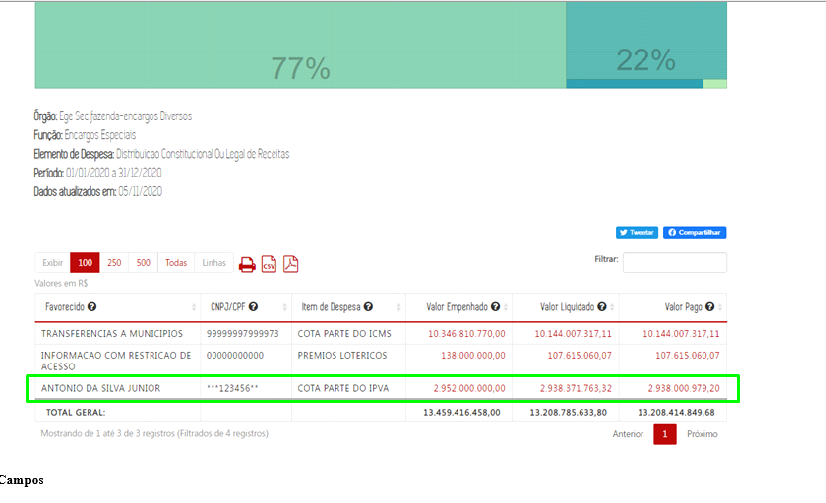 77%
22%
Órgão: Ege Secfazenda-encargos Diversos
Função: Encargos Especiais
Elemento de Despesa: Distribuicao Constitucional Ou Legal de Receitas
Período: 01/01/2020 a 31/12/2020
Dados atualizados em: 05/11/2020
Tweetar Compartilhar
Exibir 100 250 500 Todas Linhas CSV Filtrar:
Valores em R$
Favorecido CNPJ/CPF Item de Despesa Valor Empenhado Valor Liquidado Valor Pago
TRANSFERENCIAS A MUNICIPIOS 99999997999973 COTA PARTE DO ICMS 10.346.810.770,00 10.144.007.317,11 10.144.007.317,11
INFORMACAO COM RESTRICAO DE ACESSO 00000000000 PREMIOS LOTERICOS 138.000.000,00 107.615.060,07 107.615.060,07
ANTONIO DA SILVA JUNIOR ***123456** COTA PARTE DO IPVA 2.952.000.000,00 2.938.371.763,32 2.938.000.979,20
TOTAL GERAL: 13.459.416.458,00 13.208.785.633,80 13.208.414.849,68
Mostrando de 1 até 3 de 3 registros (Filtrados de 4 registros) Anterior 1 Próximo
Campos